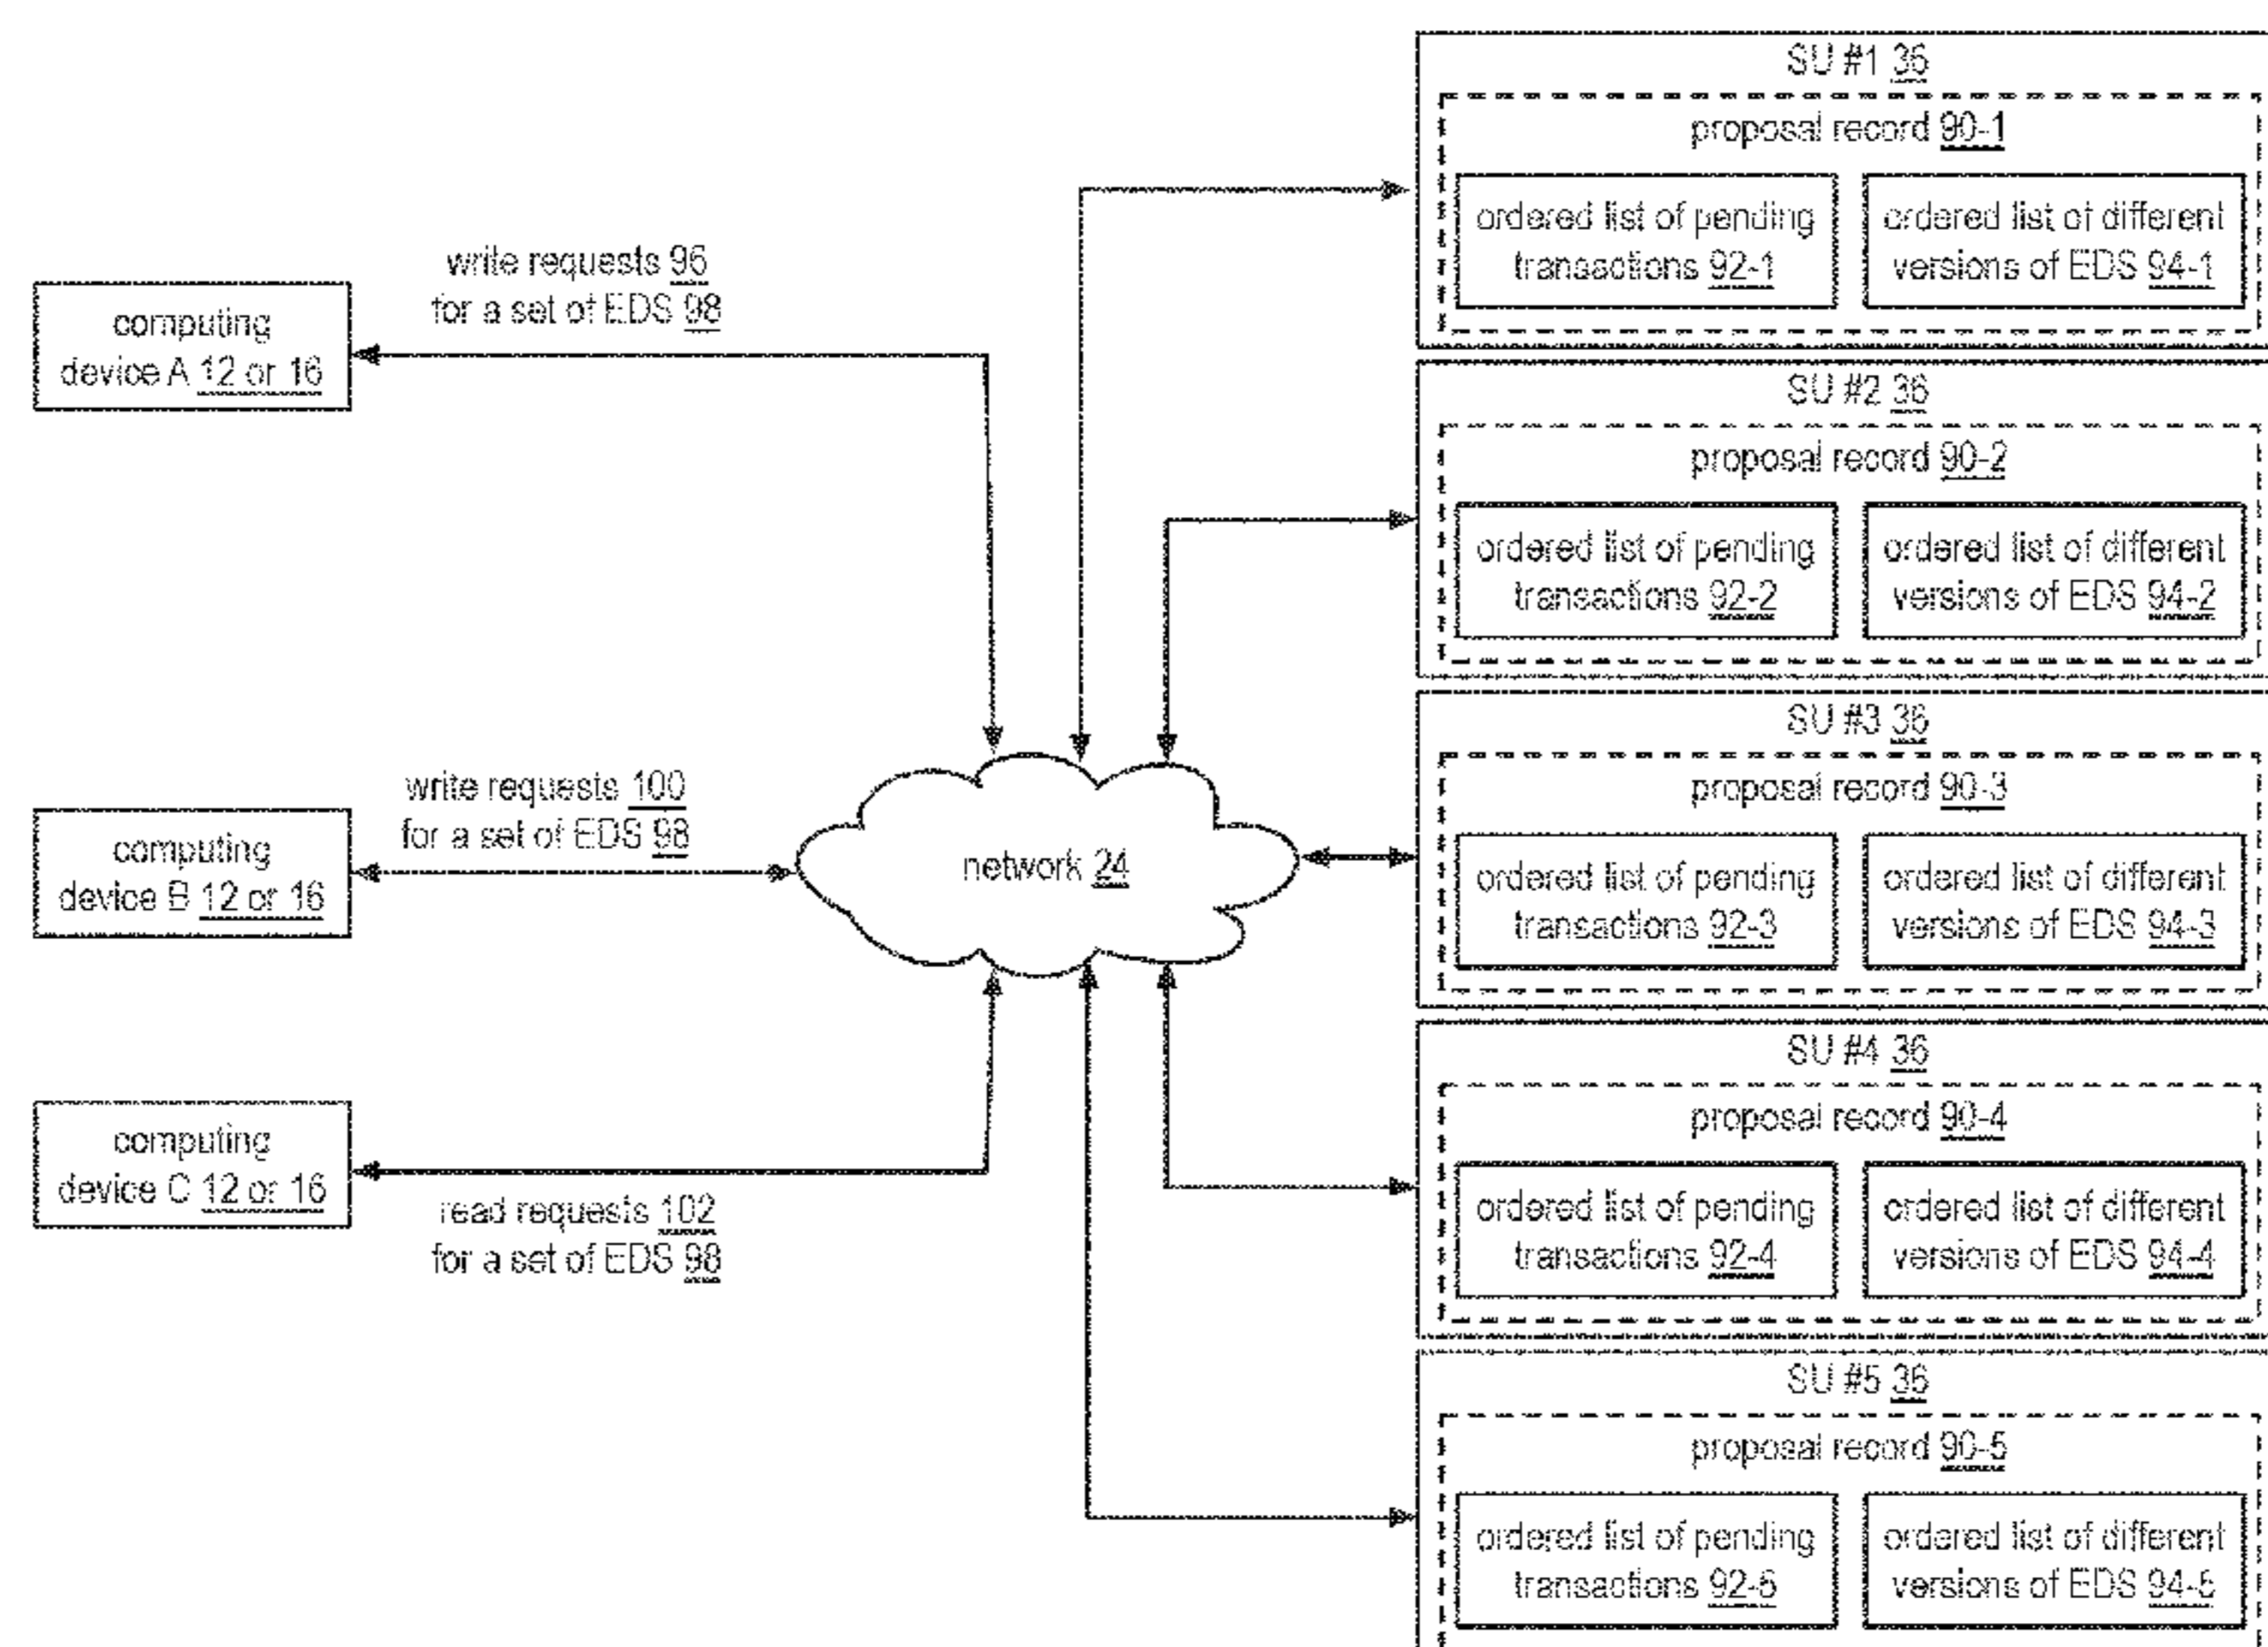 computing
device A 12 or 16
write requests 96
for a set of EDS 98
computing
device B 12 or 16
write requests 100
for a set of EDS 98
computing
device C 12 or 16
read requests 102
for a set of EDS 98
network 24
SU #1 36
proposal record 90-1
ordered list of pending
transactions 92-1
ordered list of different
versions of EDS 94-1
SU #2 36
proposal record 90-2
ordered list of pending
transactions 92-2
ordered list of different
versions of EDS 94-2
SU #3 36
proposal record 90-3
ordered list of pending
transactions 92-3
ordered list of different
versions of EDS 94-3
SU #4 36
proposal record 90-4
ordered list of pending
transactions 92-4
ordered list of different
versions of EDS 94-4
SU #5 36
proposal record 90-5
ordered list of pending
transactions 92-5
ordered list of different
versions of EDS 94-5